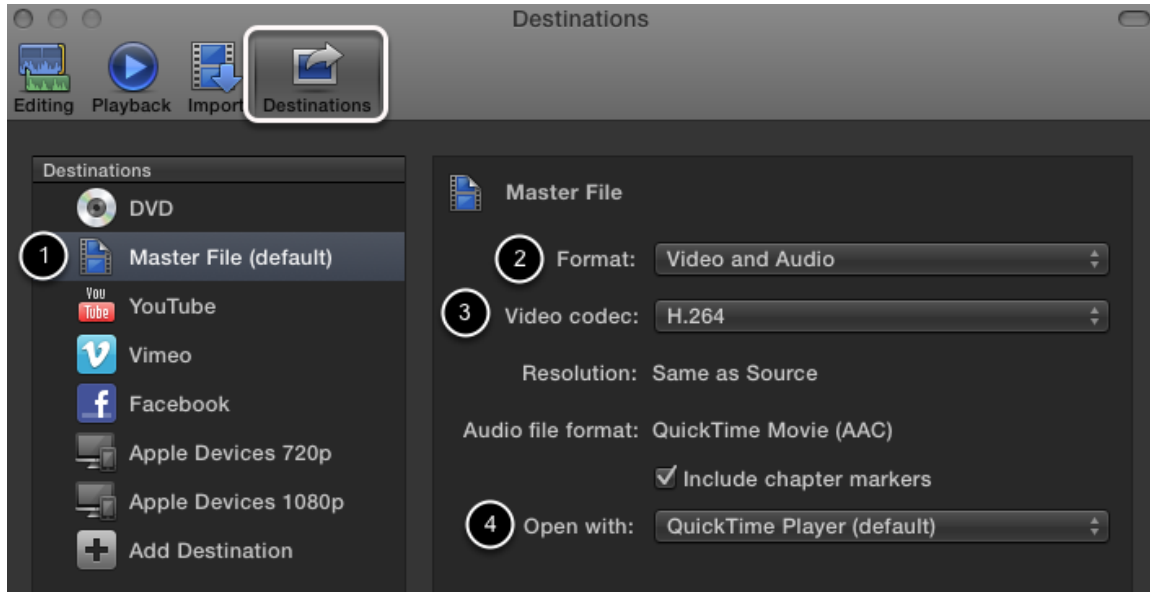 Destinations
Editing Playback Import Destinations
Destinations
DVD
1 Master File (default)
You
Tube YouTube
Vimeo
Facebook
Apple Devices 720p
Apple Devices 1080p
Add Destination
Master File
2 Format: Video and Audio
3 Video codec: H.264
Resolution: Same as Source
Audio file format: QuickTime Movie (AAC)
Include chapter markers
4 Open with: QuickTime Player (default)